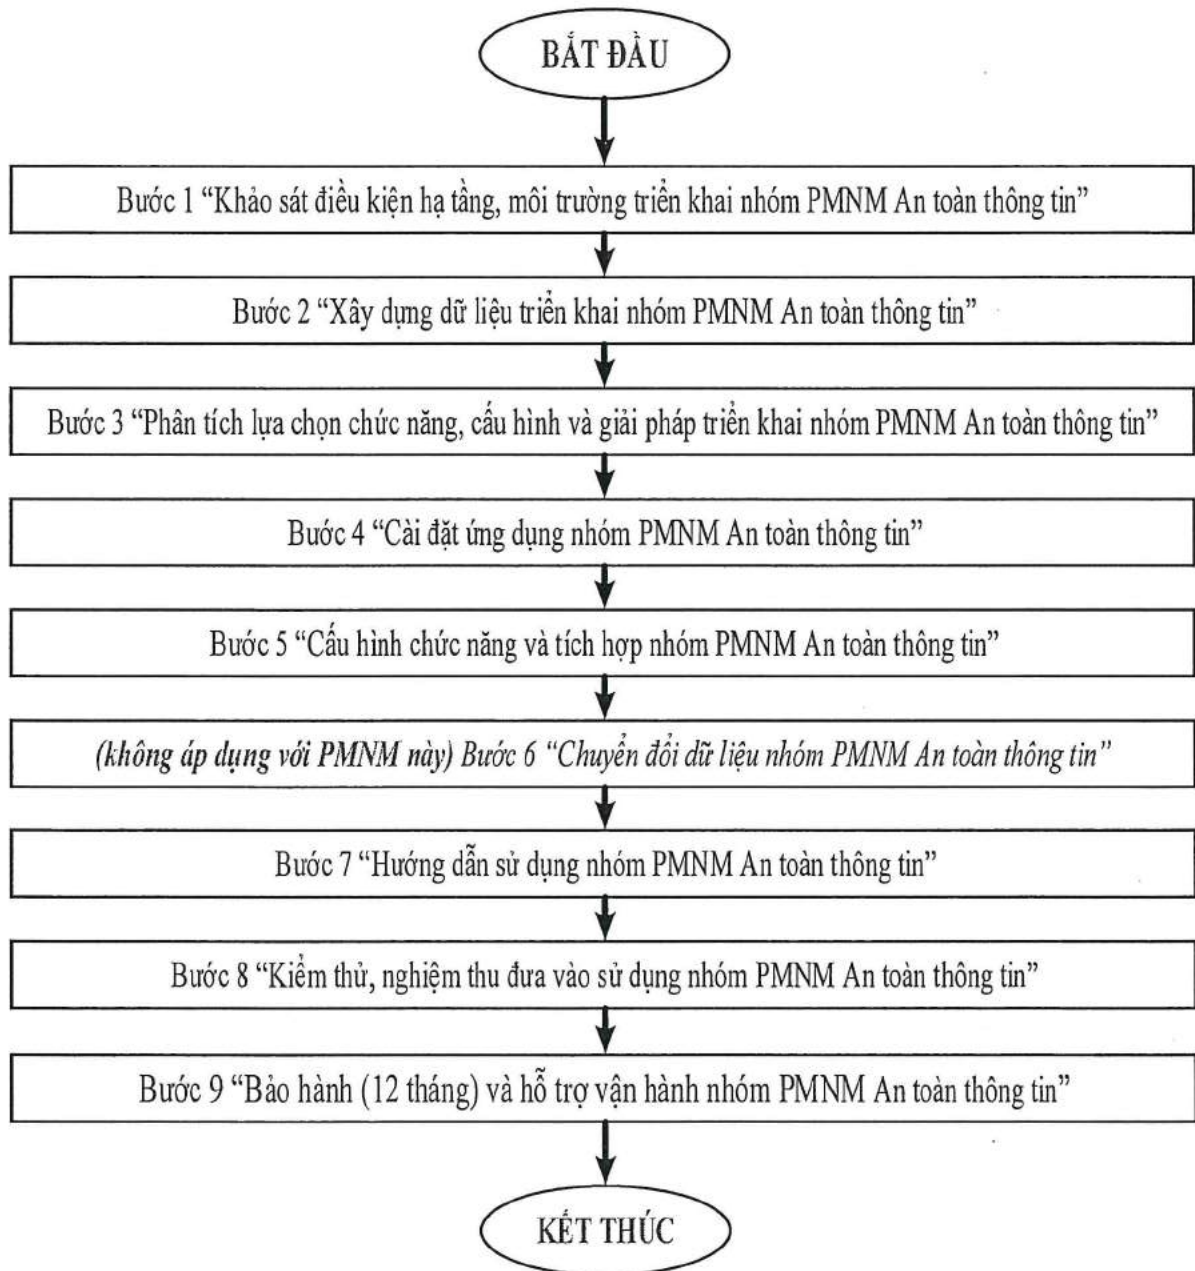 BẮT ĐẦU
Bước 1 “Khảo sát điều kiện hạ tầng, môi trường triển khai nhóm PMNM An toàn thông tin”
Bước 2 “Xây dựng dữ liệu triển khai nhóm PMNM An toàn thông tin”
Bước 3 “Phân tích lựa chọn chức năng, cấu hình và giải pháp triển khai nhóm PMNM An toàn thông tin”
Bước 4 “Cài đặt ứng dụng nhóm PMNM An toàn thông tin”
Bước 5 “Cấu hình chức năng và tích hợp nhóm PMNM An toàn thông tin”
(không áp dụng với PMNM này) Bước 6 “Chuyển đổi dữ liệu nhóm PMNM An toàn thông tin”
Bước 7 “Hướng dẫn sử dụng nhóm PMNM An toàn thông tin”
Bước 8 “Kiểm thử, nghiệm thu đưa vào sử dụng nhóm PMNM An toàn thông tin”
Bước 9 “Bảo hành (12 tháng) và hỗ trợ vận hành nhóm PMNM An toàn thông tin”
KẾT THÚC